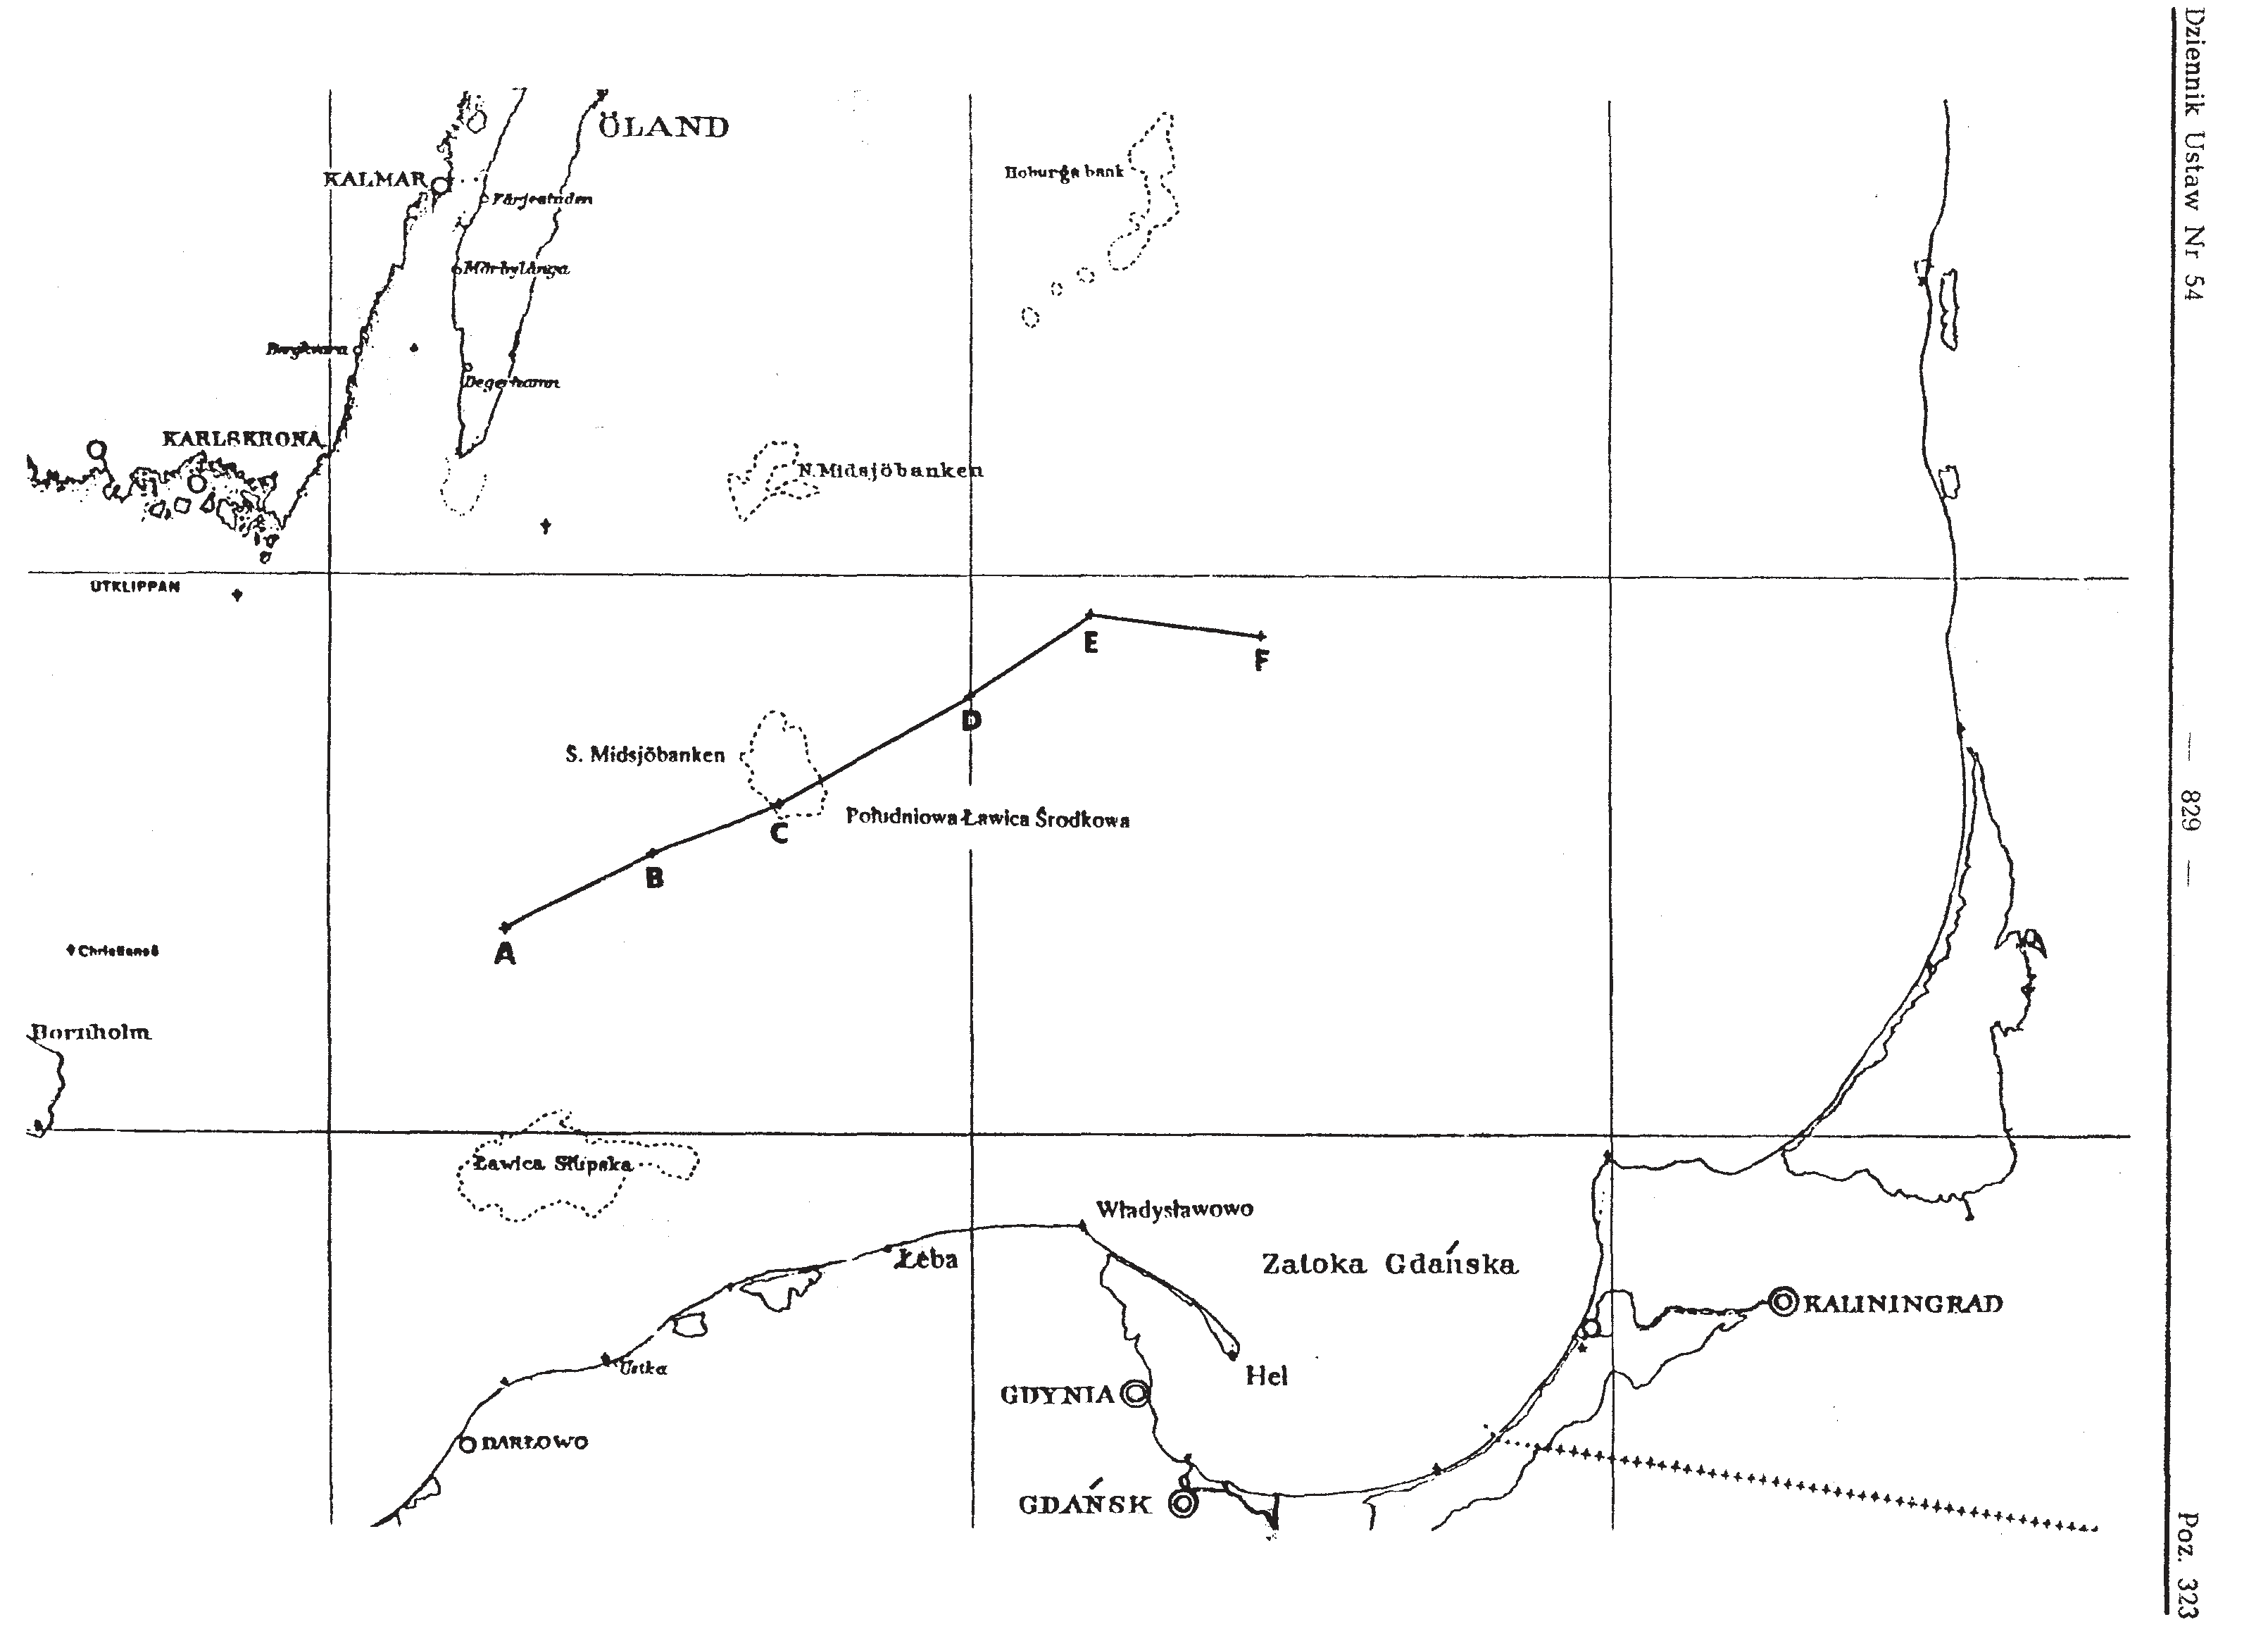 Dziennik Ustaw Nr 54
— 829 —
Poz. 323
ÖLAND
KALMAR
Färjestaden
Hoburgs bank
Mörbylånga
Bergkvara
Degerhamn
KARLSKRONA
N. Midsjöbanken
UTKLIPPAN
E
F
D
S. Midsjöbanken
Południowa Ławica Środkowa
C
B
A
Christiansö
Bornholm
Ławica Słupska
Władysławowo
Łeba
Zatoka Gdańska
KALININGRAD
Ustka
Hel
GDYNIA
DARŁOWO
GDAŃSK